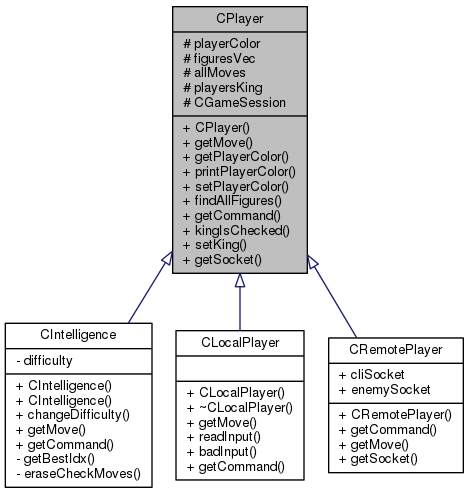 CPlayer
# playerColor
# figuresVec
# allMoves
# playersKing
# CGameSession
+ CPlayer()
+ getMove()
+ getPlayerColor()
+ printPlayerColor()
+ setPlayerColor()
+ findAllFigures()
+ getCommand()
+ kingIsChecked()
+ setKing()
+ getSocket()
CIntelligence
- difficulty
+ CIntelligence()
+ CIntelligence()
+ changeDifficulty()
+ getMove()
+ getCommand()
- getBestIdx()
- eraseCheckMoves()
CLocalPlayer
+ CLocalPlayer()
+ ~CLocalPlayer()
+ getMove()
+ readInput()
+ badInput()
+ getCommand()
CRemotePlayer
+ cliSocket
+ enemySocket
+ CRemotePlayer()
+ getCommand()
+ getMove()
+ getSocket()